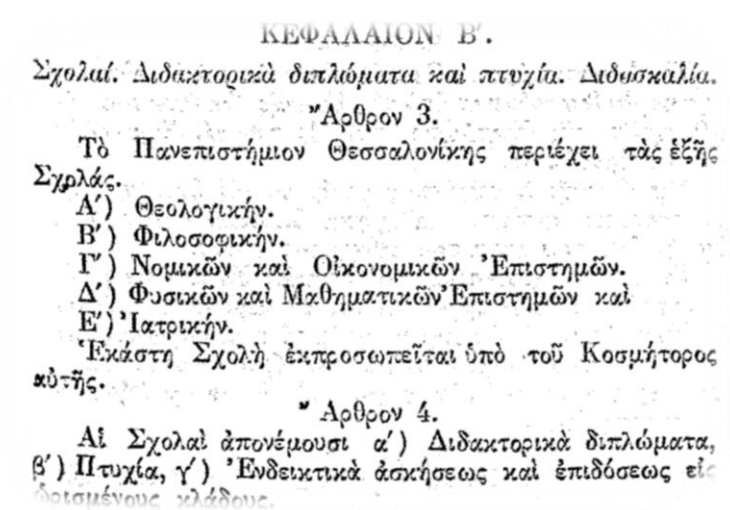 ΚΕΦΑΛΑΙΟΝ Β'.
Σχολαί. Διδακτορικὰ διπλώματα καὶ πτυχία. Διδασκαλία.
Ἄρθρον 3.
Τὸ Πανεπιστήμιον Θεσσαλονίκης περιέχει τὰς ἑξῆς
Σχολάς.
Α') Θεολογικήν.
Β') Φιλοσοφικήν.
Γ') Νομικῶν καὶ Οἰκονομικῶν Ἐπιστημῶν.
Δ') Φυσικῶν καὶ Μαθηματικῶν Ἐπιστημῶν καὶ
Ε') Ἰατρικήν.
Ἑκάστη Σχολὴ ἐκπροσωπεῖται ὑπὸ τοῦ Κοσμήτορος
αὐτῆς.
Ἄρθρον 4.
Αἱ Σχολαὶ ἀπονέμουσι α') Διδακτορικὰ διπλώματα,
β') Πτυχία, γ') Ἐνδεικτικὰ ἀσκήσεως καὶ ἐπιδόσεως εἰς
ὡρισμένους κλάδους.